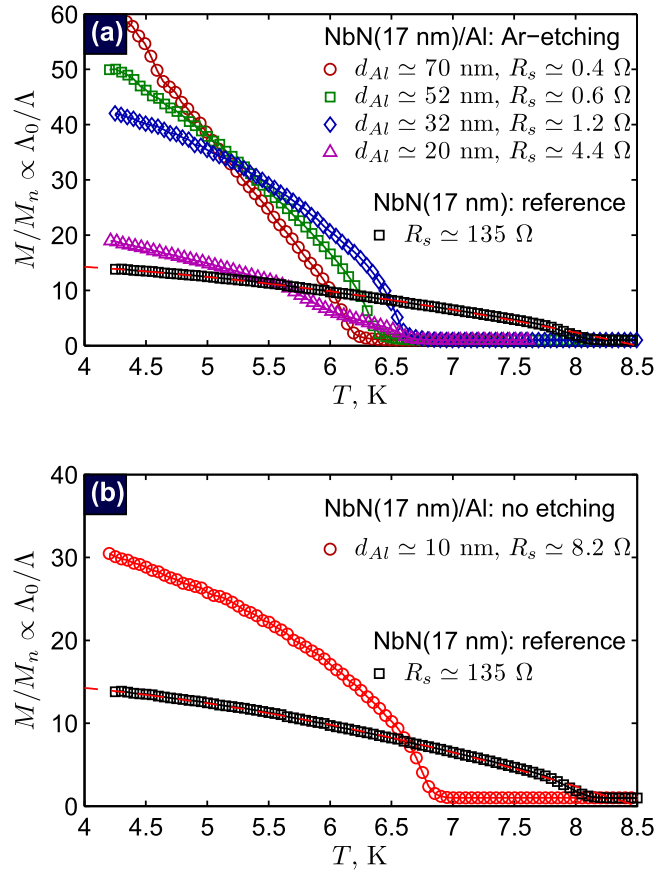 (a)
NbN(17 nm)/Al: Ar−etching
d_Al ≃ 70 nm, R_s ≃ 0.4 Ω
d_Al ≃ 52 nm, R_s ≃ 0.6 Ω
d_Al ≃ 32 nm, R_s ≃ 1.2 Ω
d_Al ≃ 20 nm, R_s ≃ 4.4 Ω
NbN(17 nm): reference
R_s ≃ 135 Ω
M/M_n ∝ Λ_0/Λ
60
50
40
30
20
10
0
4 4.5 5 5.5 6 6.5 7 7.5 8 8.5
T, K
(b)
NbN(17 nm)/Al: no etching
d_Al ≃ 10 nm, R_s ≃ 8.2 Ω
NbN(17 nm): reference
R_s ≃ 135 Ω
M/M_n ∝ Λ_0/Λ
40
30
20
10
0
4 4.5 5 5.5 6 6.5 7 7.5 8 8.5
T, K